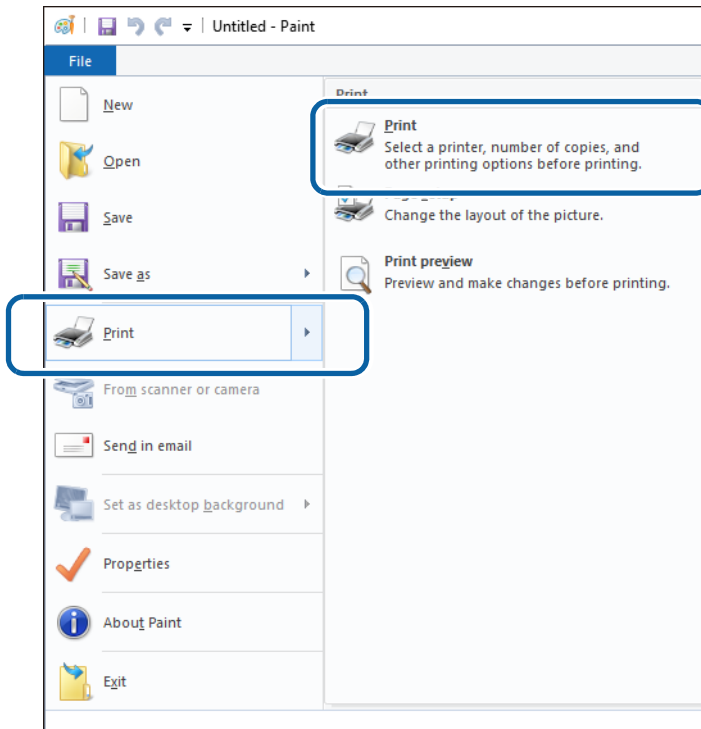 Untitled - Paint
File
New
Open
Save
Save as
Print
From scanner or camera
Send in email
Set as desktop background
Properties
About Paint
Exit
Print
Print
Select a printer, number of copies, and
other printing options before printing.
Change the layout of the picture.
Print preview
Preview and make changes before printing.